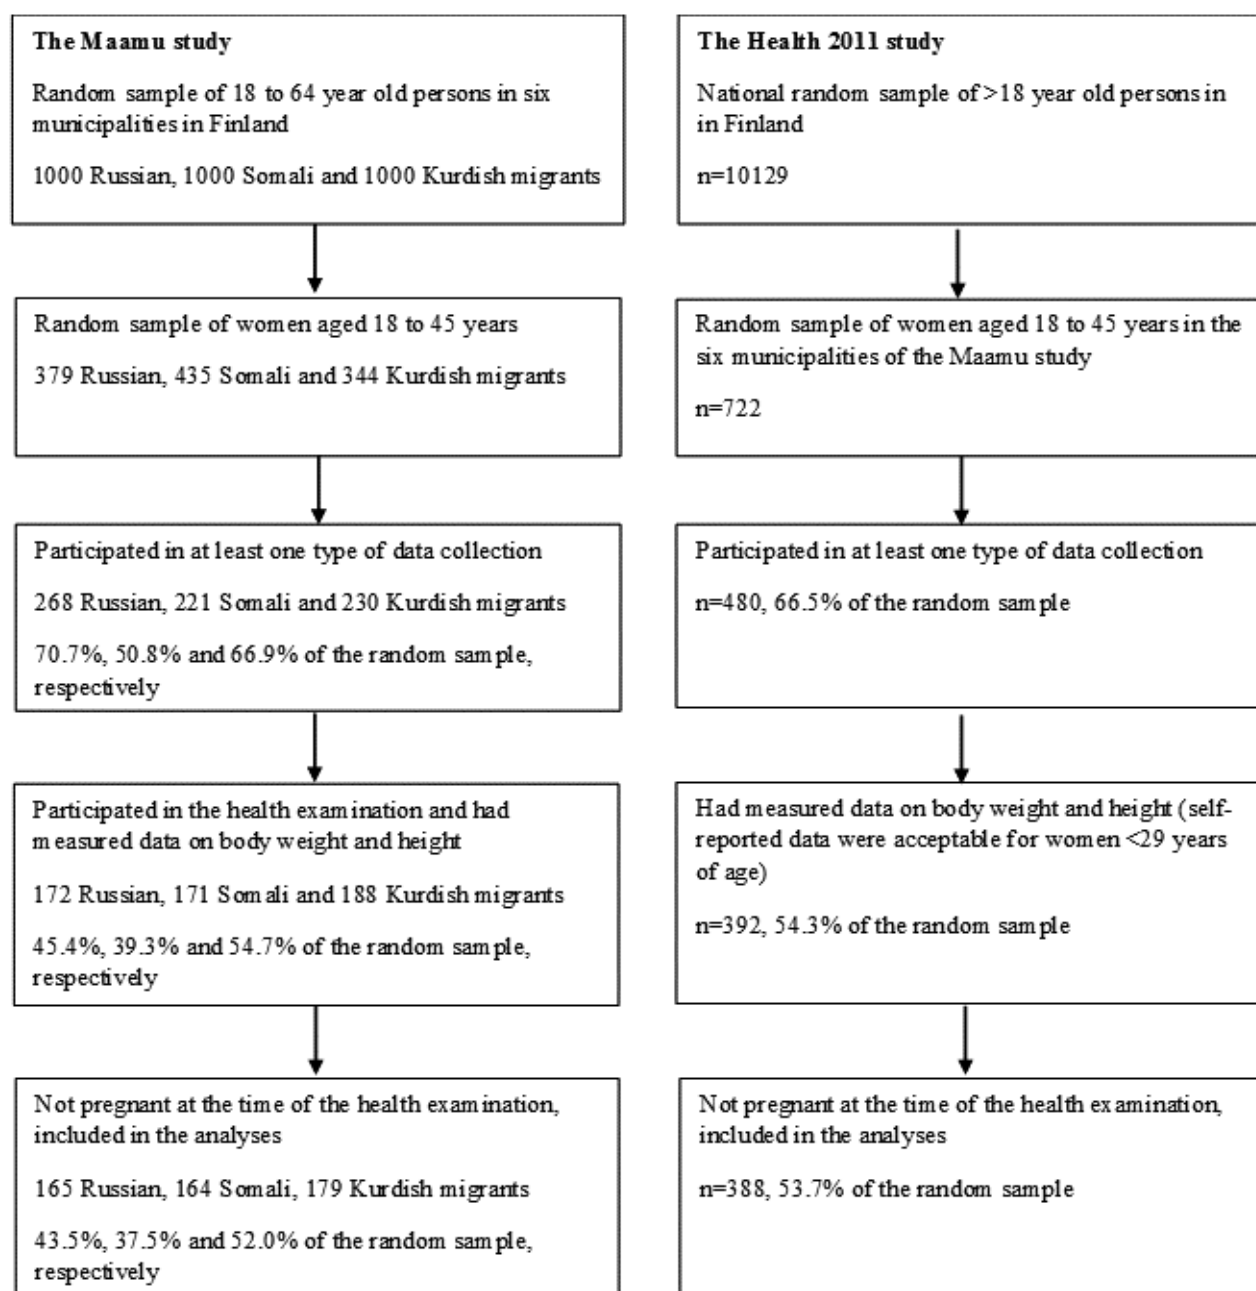 The Maamu study
Random sample of 18 to 64 year old persons in six
municipalities in Finland
1000 Russian, 1000 Somali and 1000 Kurdish migrants
Random sample of women aged 18 to 45 years
379 Russian, 435 Somali and 344 Kurdish migrants
Participated in at least one type of data collection
268 Russian, 221 Somali and 230 Kurdish migrants
70.7%, 50.8% and 66.9% of the random sample,
respectively
Participated in the health examination and had
measured data on body weight and height
172 Russian, 171 Somali and 188 Kurdish migrants
45.4%, 39.3% and 54.7% of the random sample,
respectively
Not pregnant at the time of the health examination,
included in the analyses
165 Russian, 164 Somali, 179 Kurdish migrants
43.5%, 37.5% and 52.0% of the random sample,
respectively
The Health 2011 study
National random sample of >18 year old persons in
in Finland
n=10129
Random sample of women aged 18 to 45 years in the
six municipalities of the Maamu study
n=722
Participated in at least one type of data collection
n=480, 66.5% of the random sample
Had measured data on body weight and height (self-
reported data were acceptable for women <29 years
of age)
n=392, 54.3% of the random sample
Not pregnant at the time of the health examination,
included in the analyses
n=388, 53.7% of the random sample